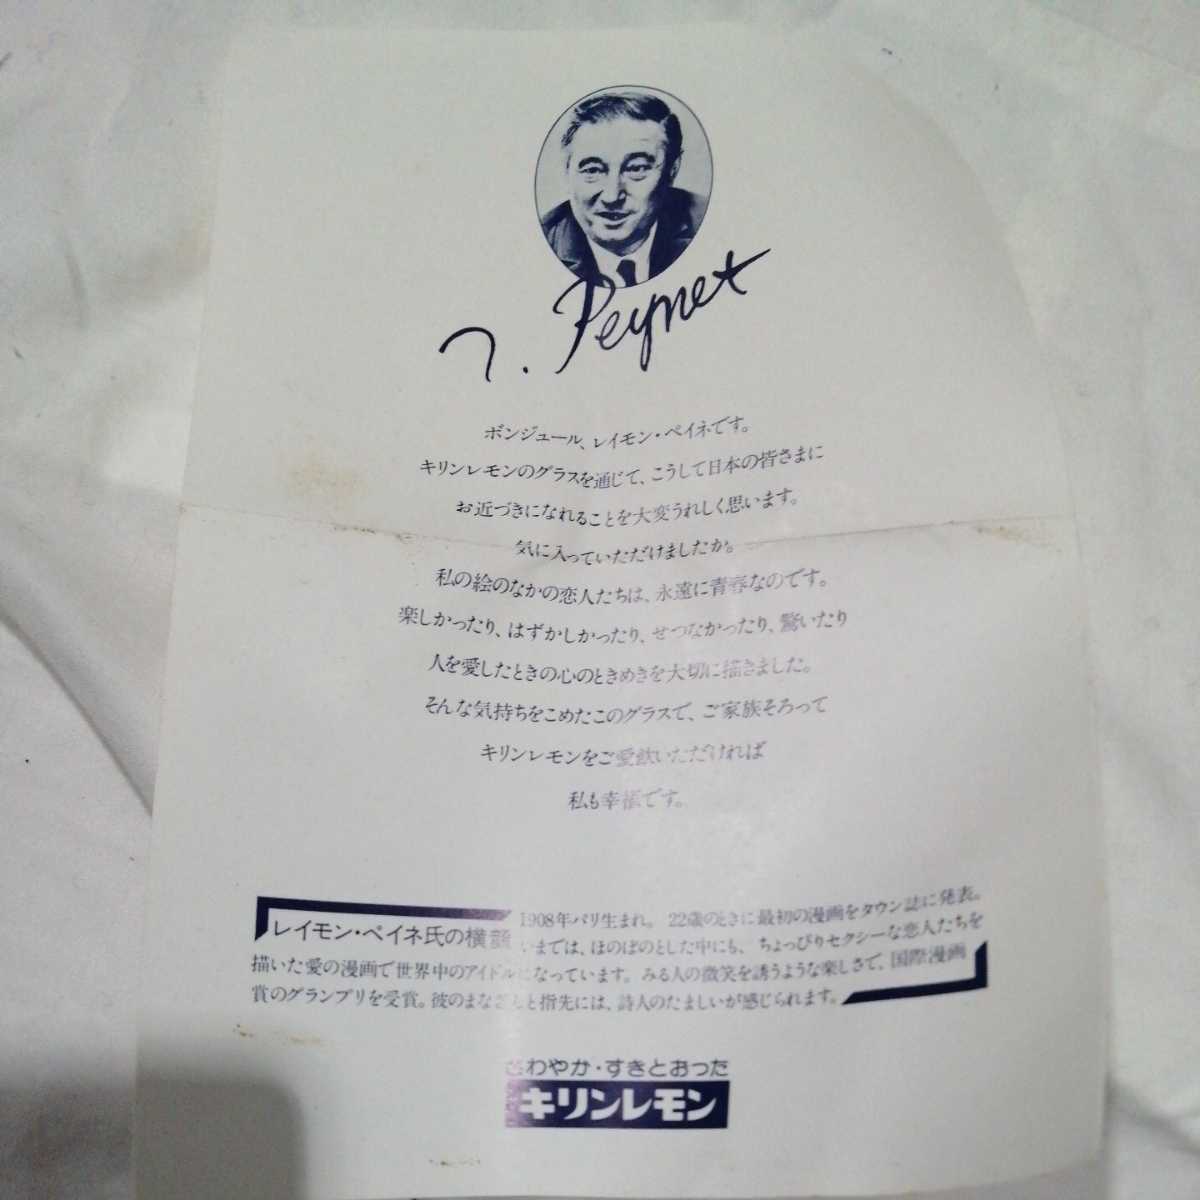 Peynet
ボンジュール、レイモン・ペイネです。
キリンレモンのグラスを通じて、こうして日本の皆さまに
お近づきになれることを大変うれしく思います。
気に入っていただけましたか。
私の絵のなかの恋人たちは、永遠に青春なのです。
楽しかったり、はずかしかったり、せつなかったり、驚いたり
人を愛したときの心のときめきを大切に描きました。
そんな気持ちをこめたこのグラスで、ご家族そろって
キリンレモンをご愛飲いただければ
私も幸福です。
レイモン・ペイネ氏の横顔
1908年パリ生まれ。22歳のときに最初の漫画をタウン誌に発表。
いまでは、ほのぼのとした中にも、ちょっぴりセクシーな恋人たちを
描いた愛の漫画で世界中のアイドルになっています。みる人の微笑を誘うような楽しさで、国際漫画
賞のグランプリを受賞。彼のまなざしと指先には、詩人のたましいが感じられます。
さわやか・すきとおった
キリンレモン